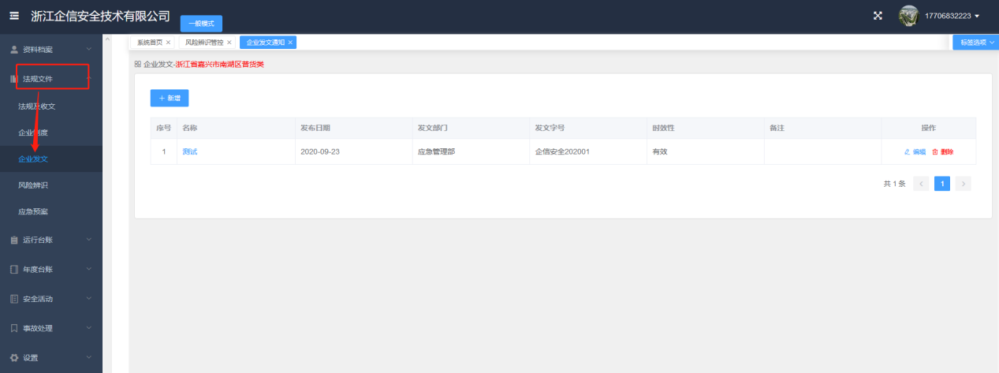 浙江企信安全技术有限公司 一般模式 17706832223
资料档案
法规文件
法规及收文
企业制度
企业发文
风险辨识
应急预案
运行台账
年度台账
安全活动
事故处理
设置
系统首页 × 风险辨识管控 × 企业发文通知 × 标签选项
企业发文-浙江省嘉兴市南湖区普货类
+ 新增
序号 名称 发布日期 发文部门 发文字号 时效性 备注 操作
1 测试 2020-09-23 应急管理部 企信安全202001 有效 编辑 删除
共 1 条 < 1 >